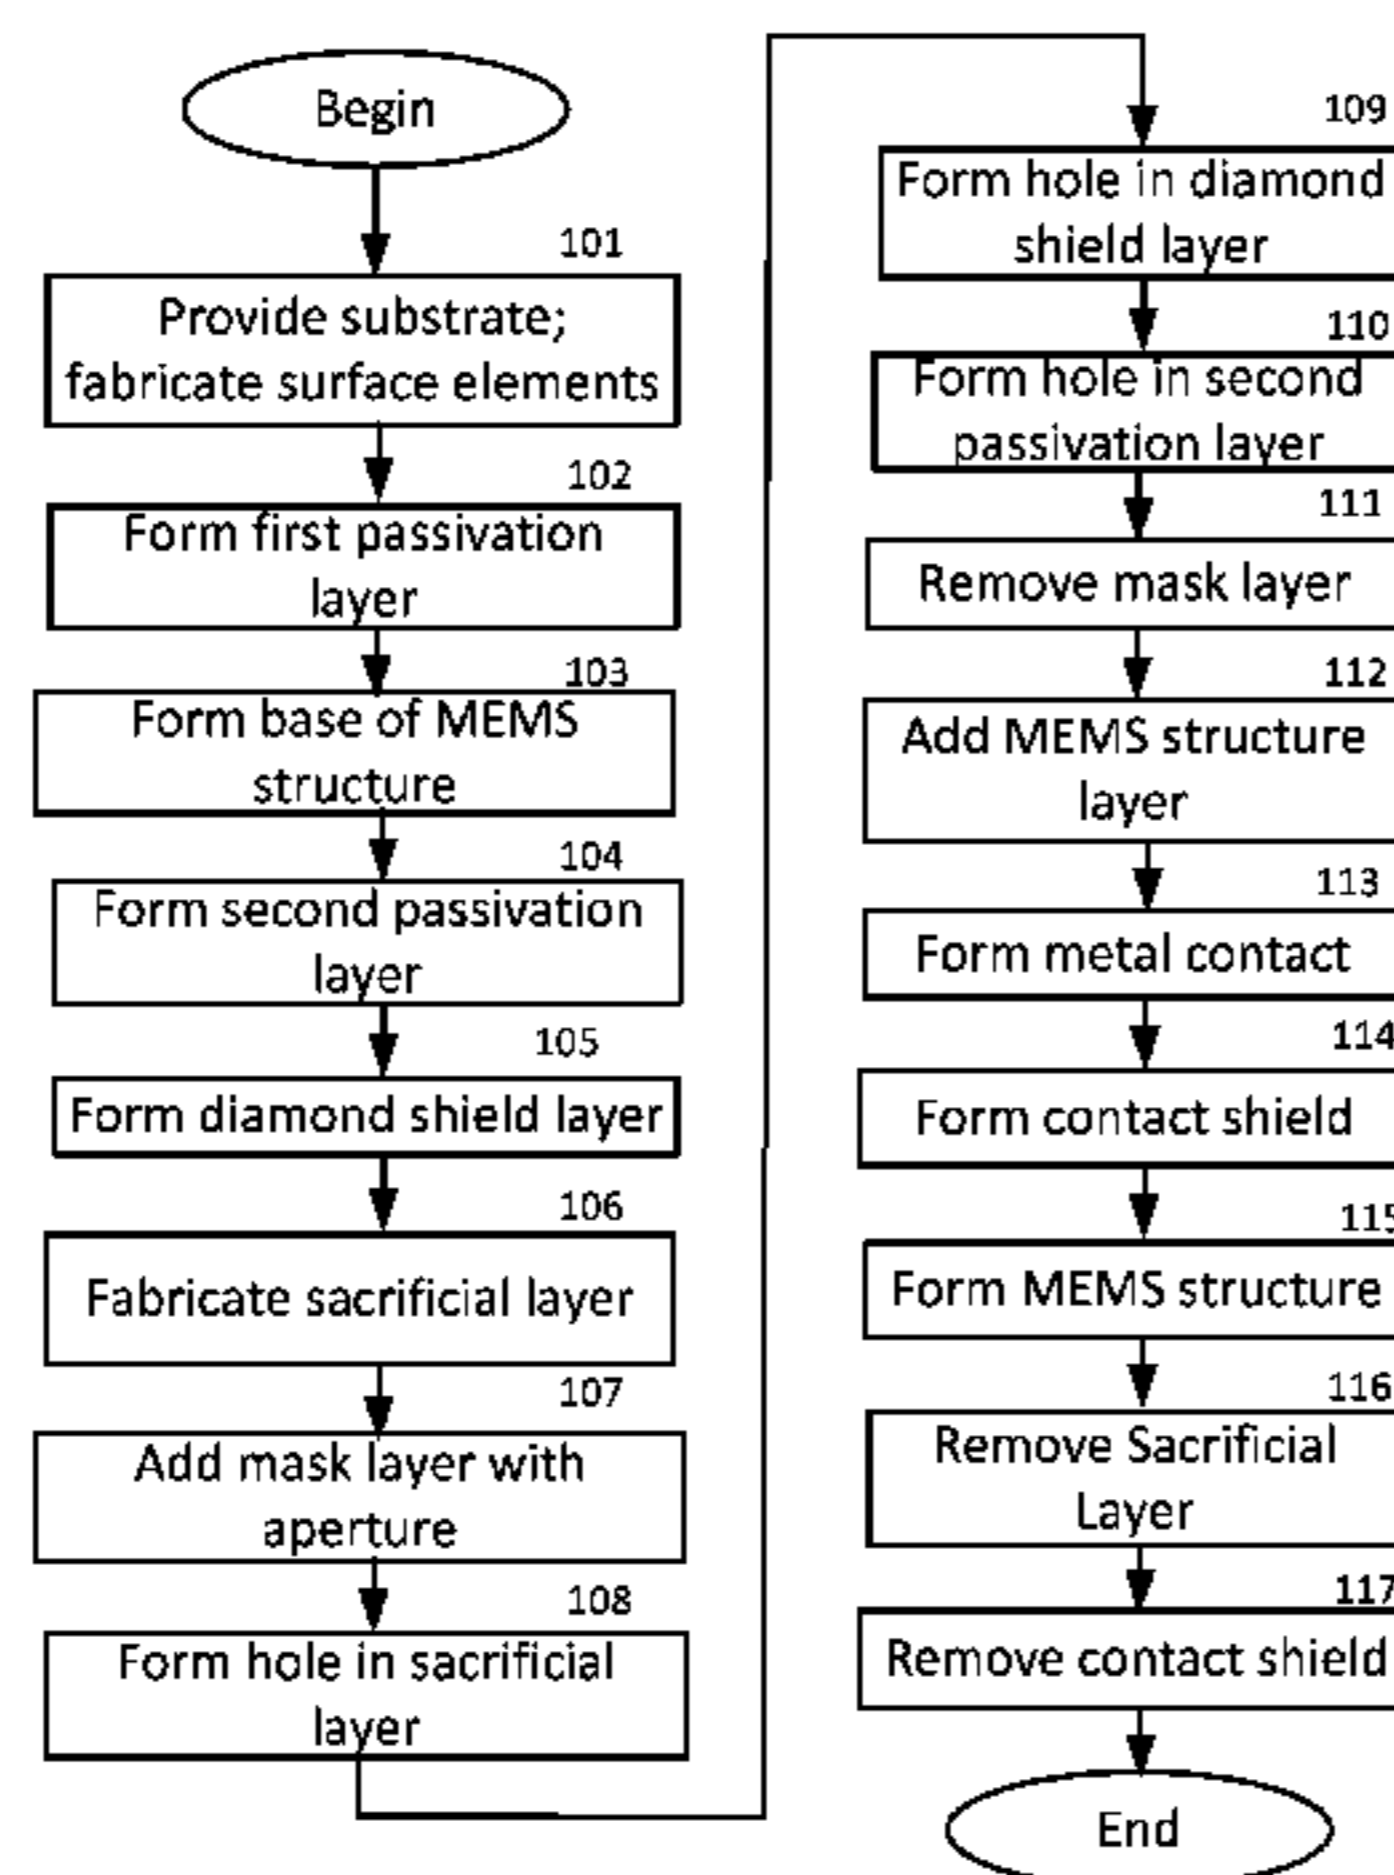 Begin
101
Provide substrate;
fabricate surface elements
102
Form first passivation
layer
103
Form base of MEMS
structure
104
Form second passivation
layer
105
Form diamond shield layer
106
Fabricate sacrificial layer
107
Add mask layer with
aperture
108
Form hole in sacrificial
layer
109
Form hole in diamond
shield layer
110
Form hole in second
passivation layer
111
Remove mask layer
112
Add MEMS structure
layer
113
Form metal contact
114
Form contact shield
115
Form MEMS structure
116
Remove Sacrificial
Layer
117
Remove contact shield
End